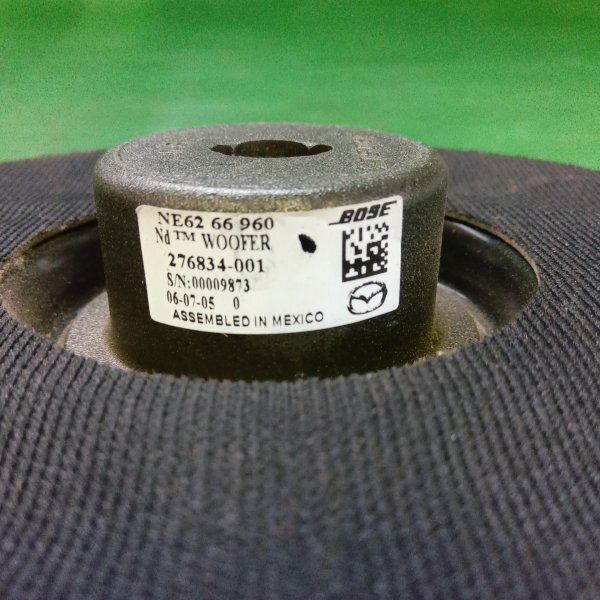 NE62 66 960
BOSE
Nd™ WOOFER
276834-001
S/N:00009873
06-07-05 0
ASSEMBLED IN MEXICO